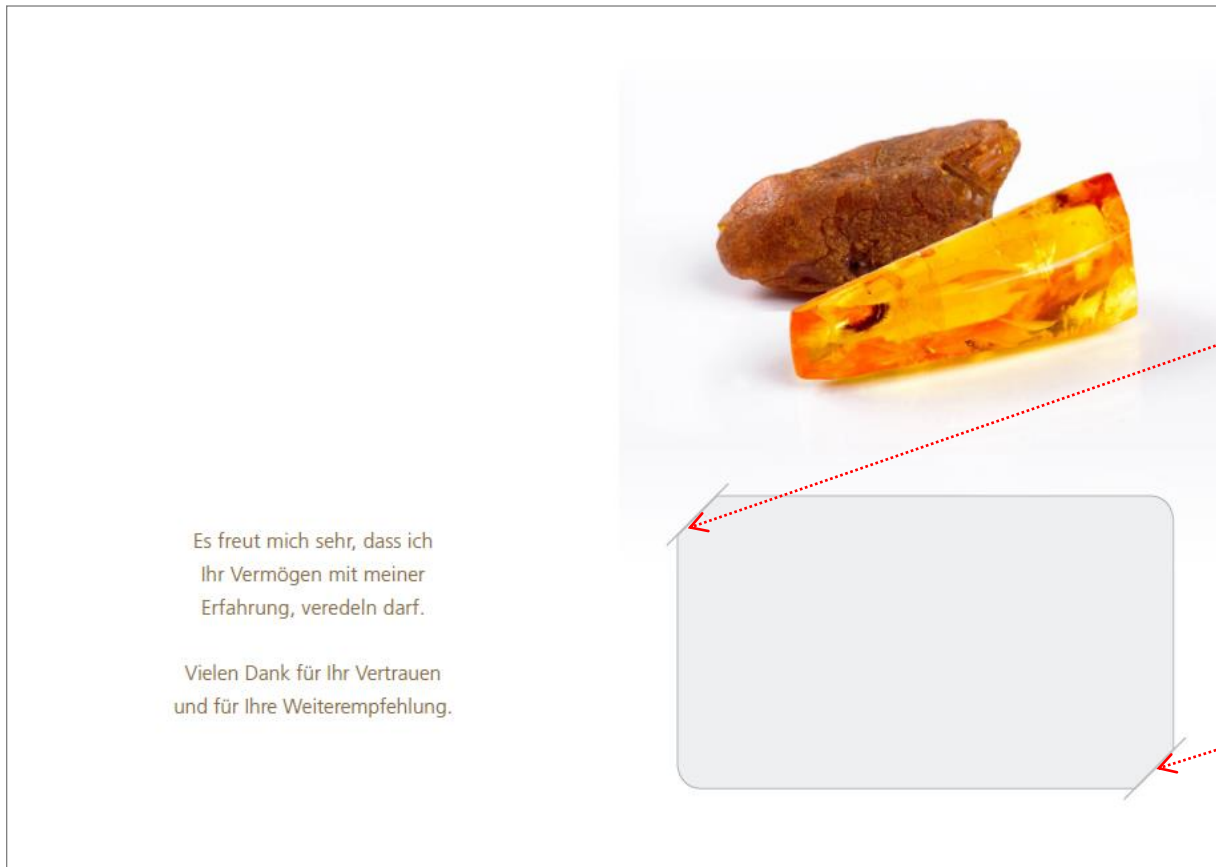 Es freut mich sehr, dass ich
Ihr Vermögen mit meiner
Erfahrung, veredeln darf.
Vielen Dank für Ihr Vertrauen
und für Ihre Weiterempfehlung.